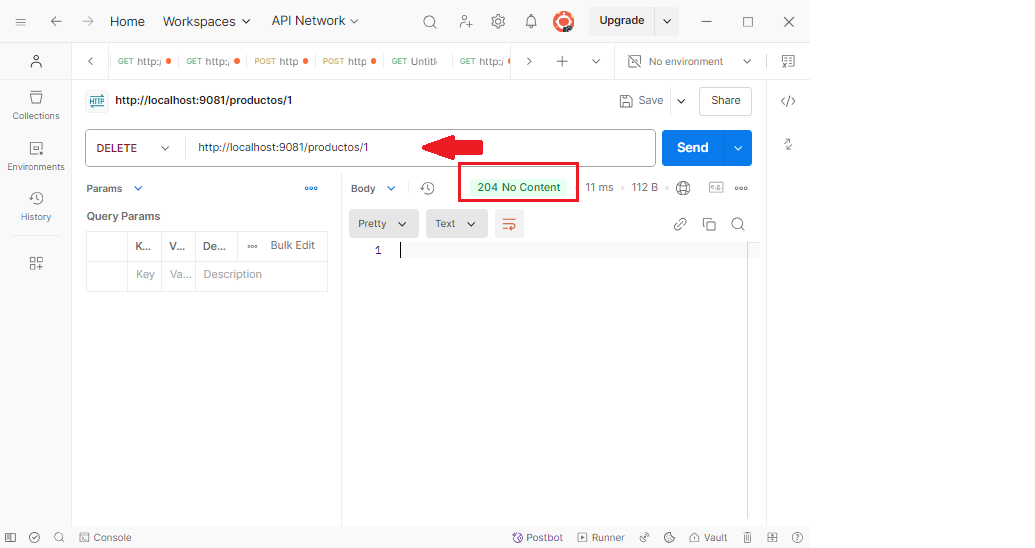 Home Workspaces API Network Upgrade
GET http:/ GET http:/ POST http POST http GET Untitl GET http:/ No environment
HTTP http://localhost:9081/productos/1 Save Share
Collections
DELETE http://localhost:9081/productos/1 Send
Environments
Params Body 204 No Content 11 ms 112 B e.g.
History
Query Params Pretty Text
K... V... De... Bulk Edit 1
Key Va... Description
Console Postbot Runner Vault